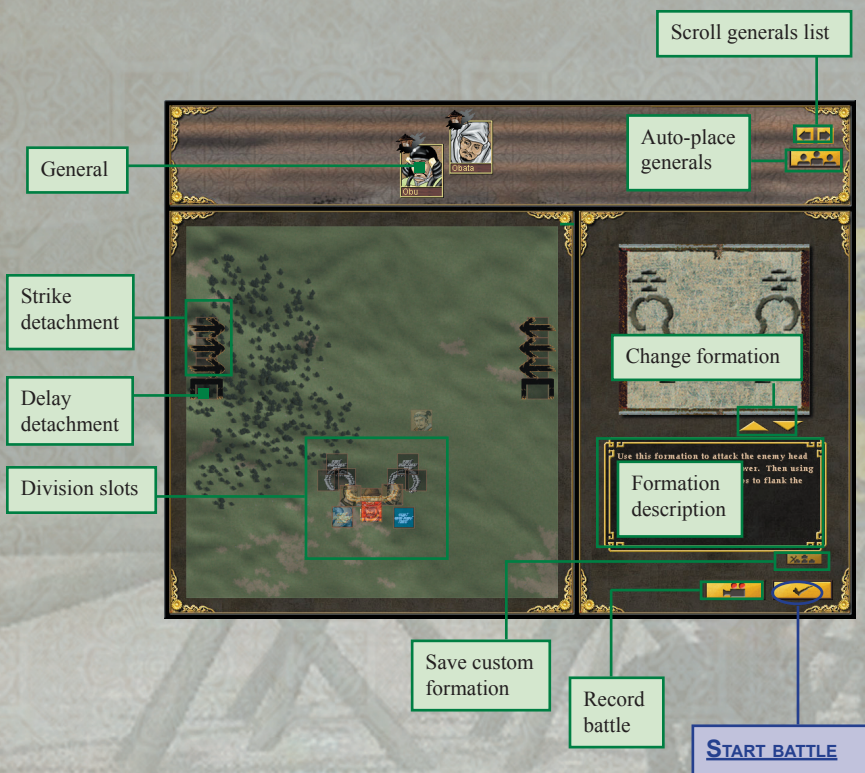 Scroll generals list
Auto-place
generals
General
Obu
Obata
Strike
detachment
Delay
detachment
Division slots
Change formation
Use this formation to attack the enemy head
wer. Then using
s to flank the
Formation
description
Save custom
formation
Record
battle
START BATTLE